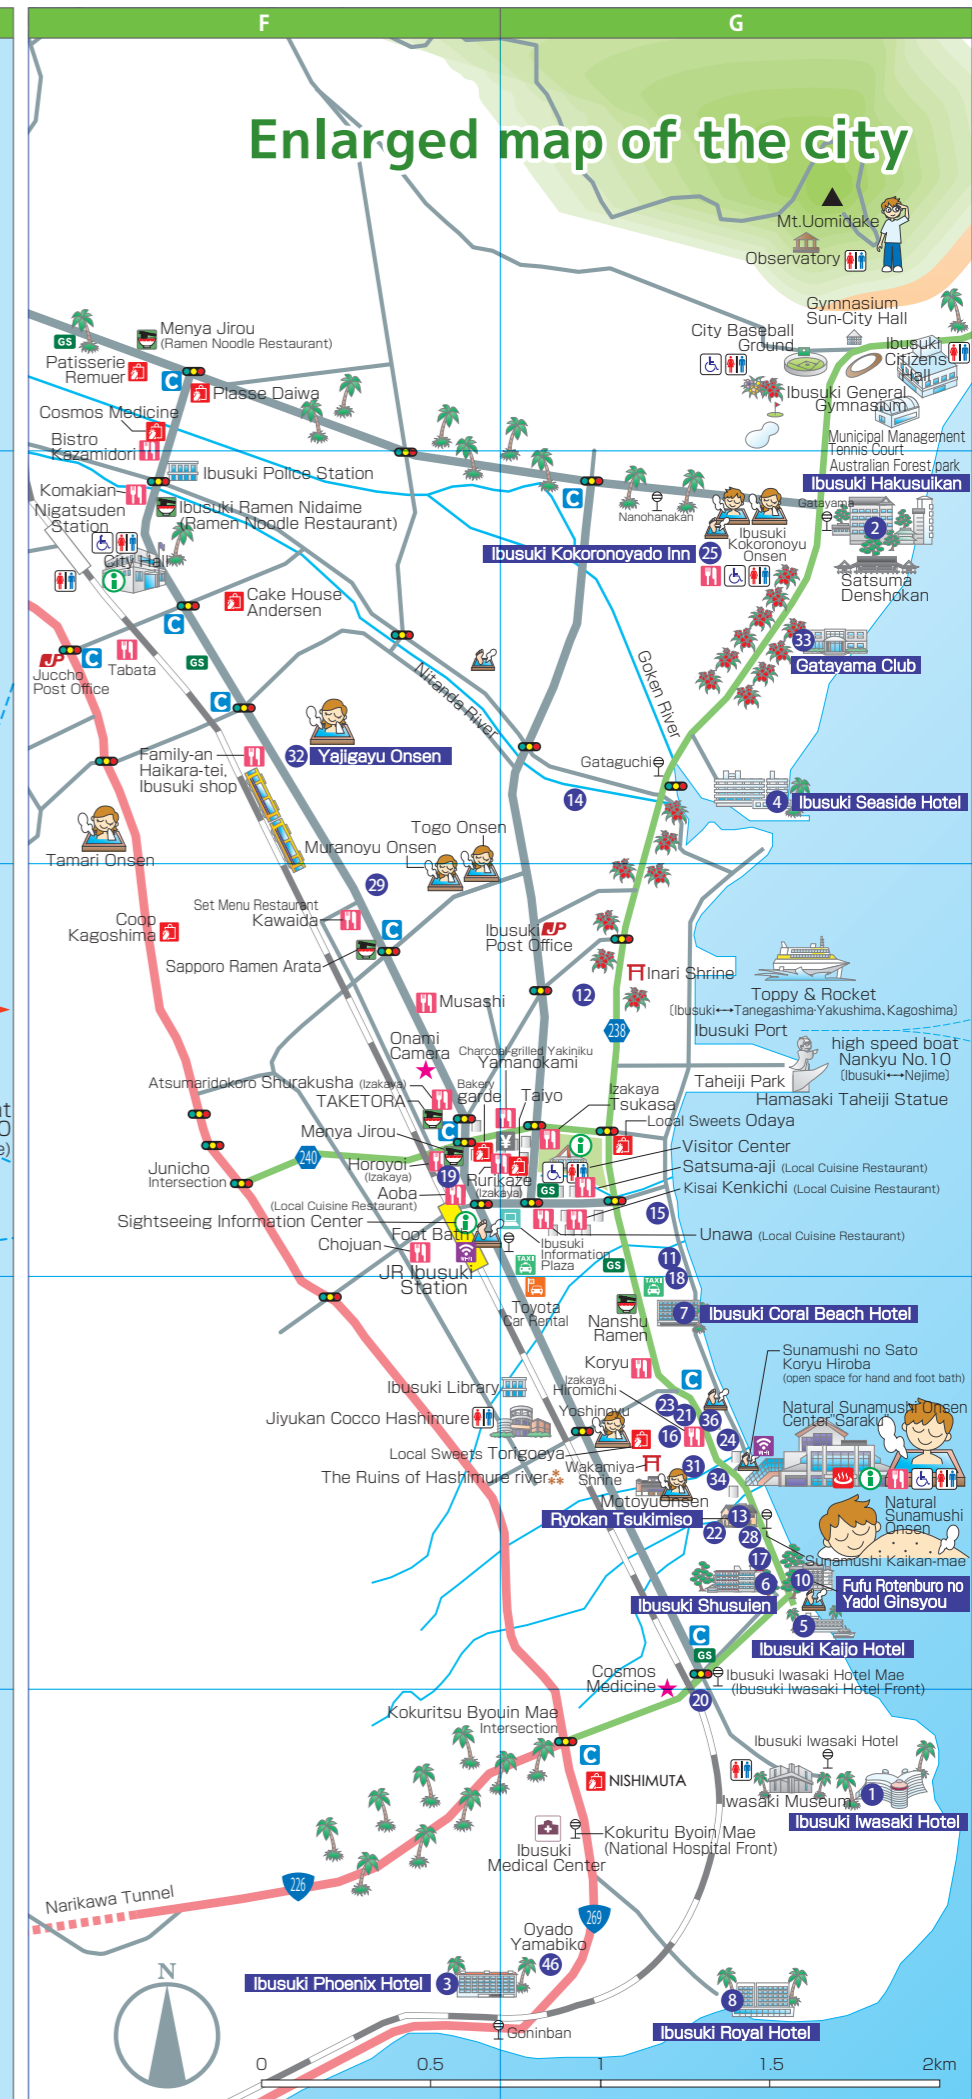 F
G
Enlarged map of the city
Mt.Uomidake
Observatory
Gymnasium
Sun-City Hall
City Baseball
Ground
Ibusuki
Citizens
Hall
Ibusuki General
Gymnasium
Municipal Management
Tennis Court
Australian Forest park
Ibusuki Hakusuikan
GS
Menya Jirou
(Ramen Noodle Restaurant)
Patisserie
Remuer
C
Plasse Daiwa
Cosmos Medicine
Bistro
Kazamidori
Ibusuki Police Station
Komakian
Nigatsuden
Station
Ibusuki Ramen Nidaime
(Ramen Noodle Restaurant)
City Hall
i
C
Nanohanakan
Gatayama
2
Ibusuki
Kokoronoyu
Onsen
Ibusuki Kokoronoyado Inn
25
Satsuma
Denshokan
Cake House
Andersen
C
JP
C
Juccho
Post Office
Tabata
GS
C
33
Gatayama Club
Nitanda River
Goken River
Family-an
Haikara-tei,
Ibusuki shop
32
Yajigayu Onsen
Gataguchi
14
4
Ibusuki Seaside Hotel
Tamari Onsen
Togo Onsen
Muranoyu Onsen
29
Set Menu Restaurant
Kawaida
C
Coop
Kagoshima
Sapporo Ramen Arata
Ibusuki
Post Office
JP
Inari Shrine
Toppy & Rocket
(Ibusuki↔Tanegashima·Yakushima、Kagoshima)
12
Musashi
238
Ibusuki Port
high speed boat
Nankyu No.10
(Ibusuki↔Nejime)
Taheiji Park
Hamasaki Taheiji Statue
Onami
Camera
Charcoal-grilled Yakiniku
Yamanokami
Atsumaridokoro Shurakusha (Izakaya)
TAKETORA
Bakery
garde
Taiyo
Izakaya
Tsukasa
Local Sweets Odaya
Menya Jirou
C
¥
i
Visitor Center
240
Horoyoi
(Izakaya)
19
Rurikaze
(Izakaya)
Satsuma-aji (Local Cuisine Restaurant)
Junicho
Intersection
Aoba
(Local Cuisine Restaurant)
GS
Kisai Kenkichi (Local Cuisine Restaurant)
15
Sightseeing Information Center
i
Foot Bath
Unawa (Local Cuisine Restaurant)
Chojuan
Wi-Fi
Ibusuki
Information
Plaza
JR Ibusuki
Station
TAXI
GS
11
TAXI
18
Toyota
Car Rental
Nanshu
Ramen
7
Ibusuki Coral Beach Hotel
Koryu
C
Sunamushi no Sato
Koryu Hiroba
(open space for hand and foot bath)
Ibusuki Library
Izakaya
Hiromichi
23
21
36
Natural Sunamushi Onsen
Center"Saraku"
Jiyukan Cocco Hashimure
Yoshinoyu
16
24
Wi-Fi
Local Sweets Torigoeya
Wakamiya
Shrine
31
34
i
The Ruins of Hashimure river
Motoyu Onsen
Ryokan Tsukimiso
13
22
28
Natural
Sunamushi
Onsen
Sunamushi Kaikan-mae
17
6
10
Fufu Rotenburo no
Yadol Ginsyou
Ibusuki Shusuien
5
Ibusuki Kaijo Hotel
C
GS
Cosmos
Medicine
Ibusuki Iwasaki Hotel Mae
(Ibusuki Iwasaki Hotel Front)
20
Kokuritsu Byouin Mae
Intersection
C
Ibusuki Iwasaki Hotel
NISHIMUTA
Iwasaki Museum
1
Ibusuki Iwasaki Hotel
Ibusuki
Medical Center
Kokuritu Byoin Mae
(National Hospital Front)
226
Narikawa Tunnel
269
Oyado
Yamabiko
46
N
Ibusuki Phoenix Hotel
3
8
Ibusuki Royal Hotel
Goninban
0
0.5
1
1.5
2km